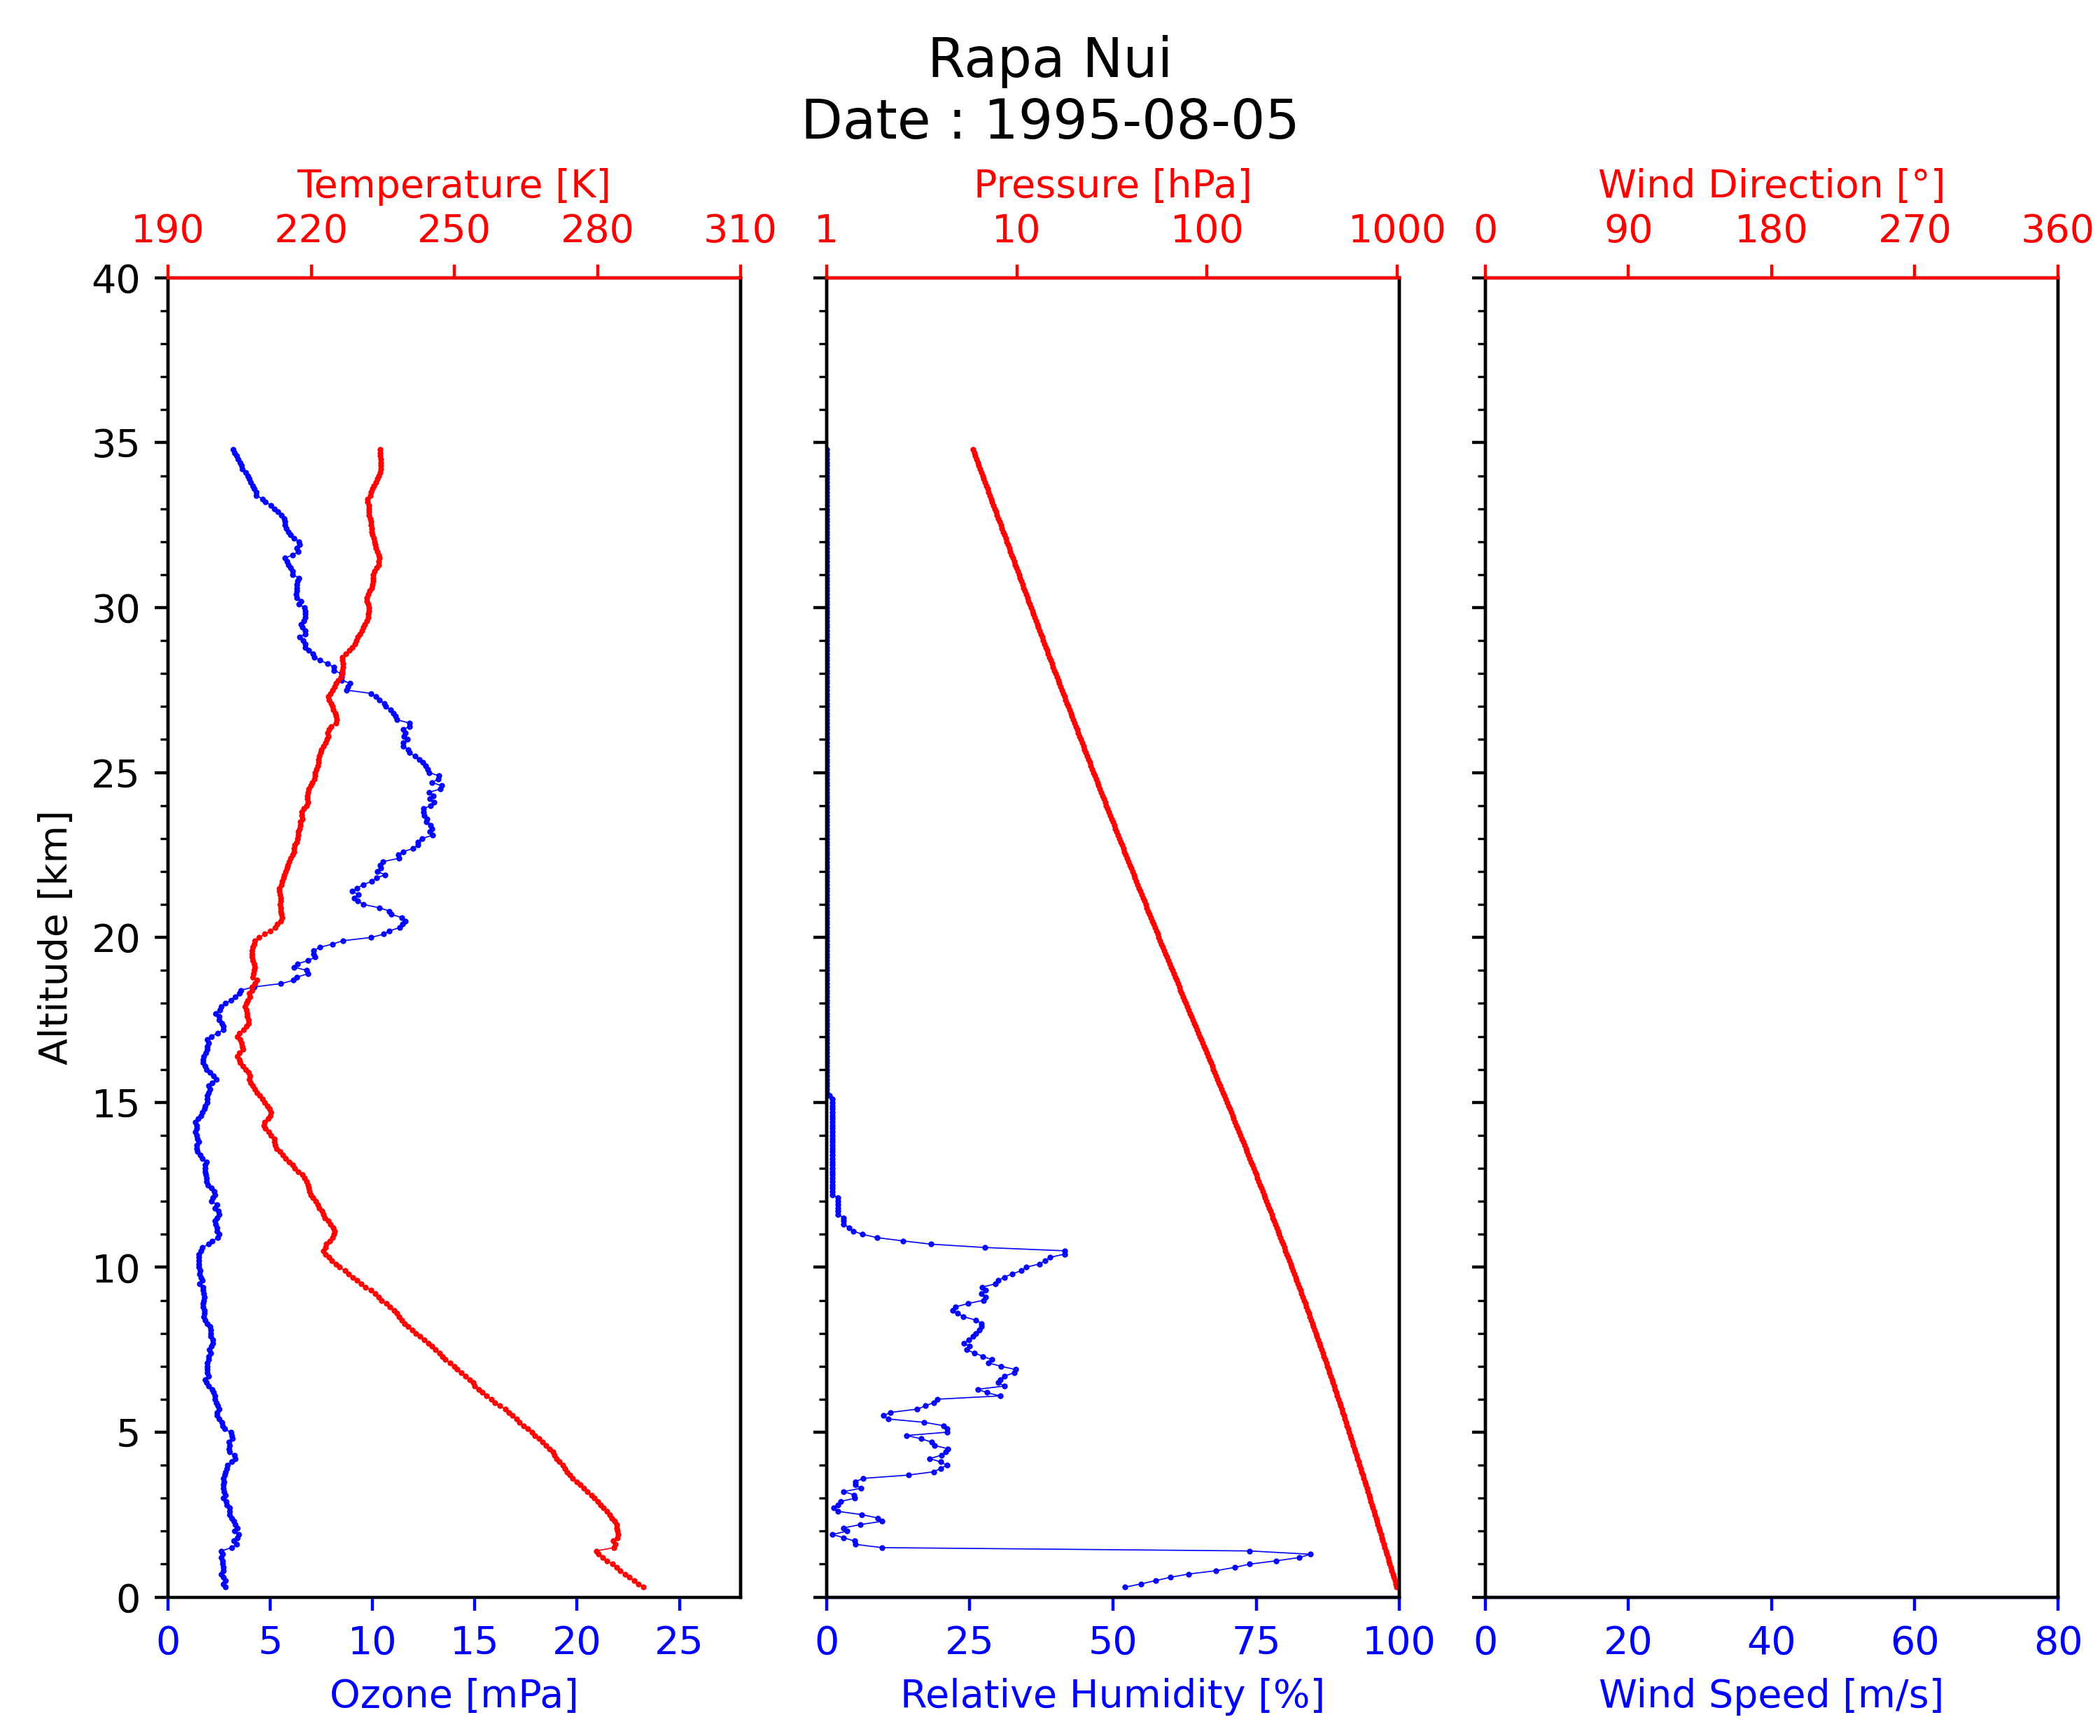 Rapa Nui
Date : 1995-08-05
Temperature [K]
190 220 250 280 310
Pressure [hPa]
1 10 100 1000
Wind Direction [°]
0 90 180 270 360
Altitude [km]
40
35
30
25
20
15
10
5
0
0 5 10 15 20 25
Ozone [mPa]
0 25 50 75 100
Relative Humidity [%]
0 20 40 60 80
Wind Speed [m/s]